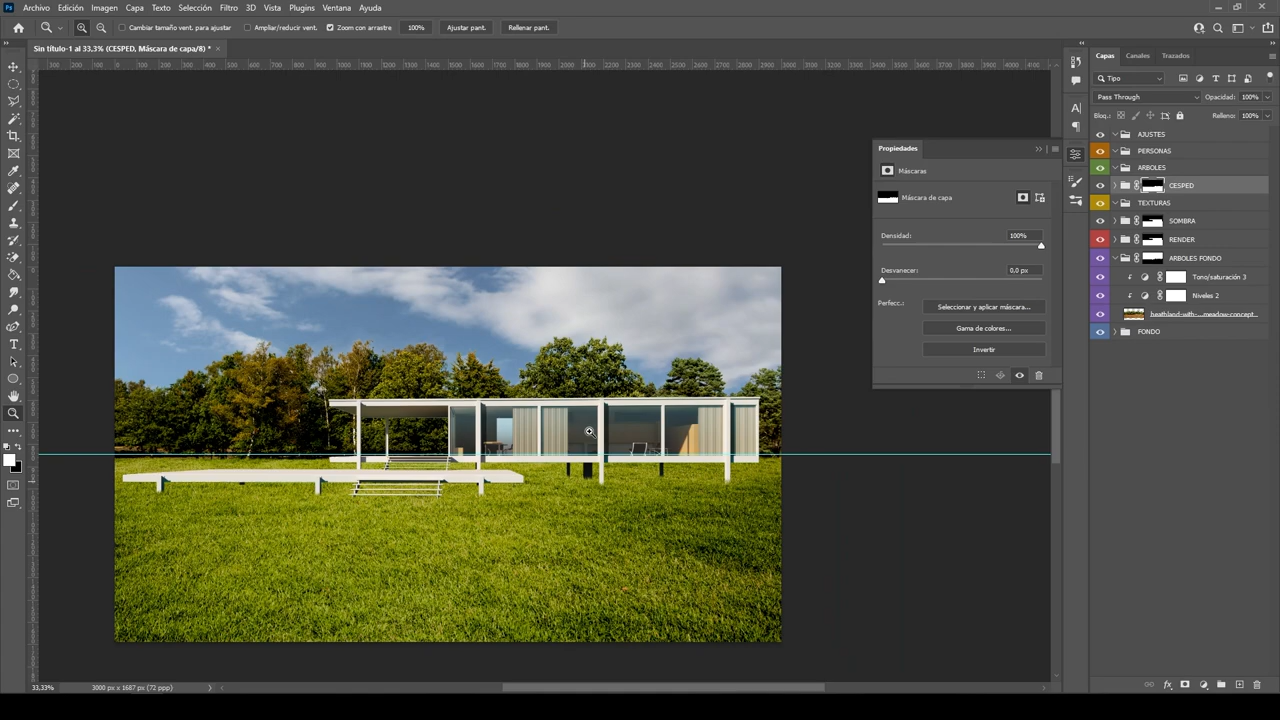 Ps Archivo Edición Imagen Capa Texto Selección Filtro 3D Vista Plugins Ventana Ayuda
Cambiar tamaño vent. para ajustar Ampliar/reducir vent. Zoom con arrastre 100% Ajustar pant. Rellenar pant.
Sin título-1 al 33,3% (CESPED, Máscara de capa/8) * ×
Capas Canales Trazados
Tipo
Pass Through Opacidad: 100%
Bloq.: Relleno: 100%
AJUSTES
PERSONAS
ARBOLES
CESPED
TEXTURAS
SOMBRA
RENDER
ARBOLES FONDO
Tono/saturación 3
Niveles 2
heathland-with-...meadow-concept...
FONDO
Propiedades
Máscaras
Máscara de capa
Densidad: 100%
Desvanecer: 0,0 px
Perfecc.: Seleccionar y aplicar máscara...
Gama de colores...
Invertir
33,33% 3000 px x 1687 px (72 ppp)